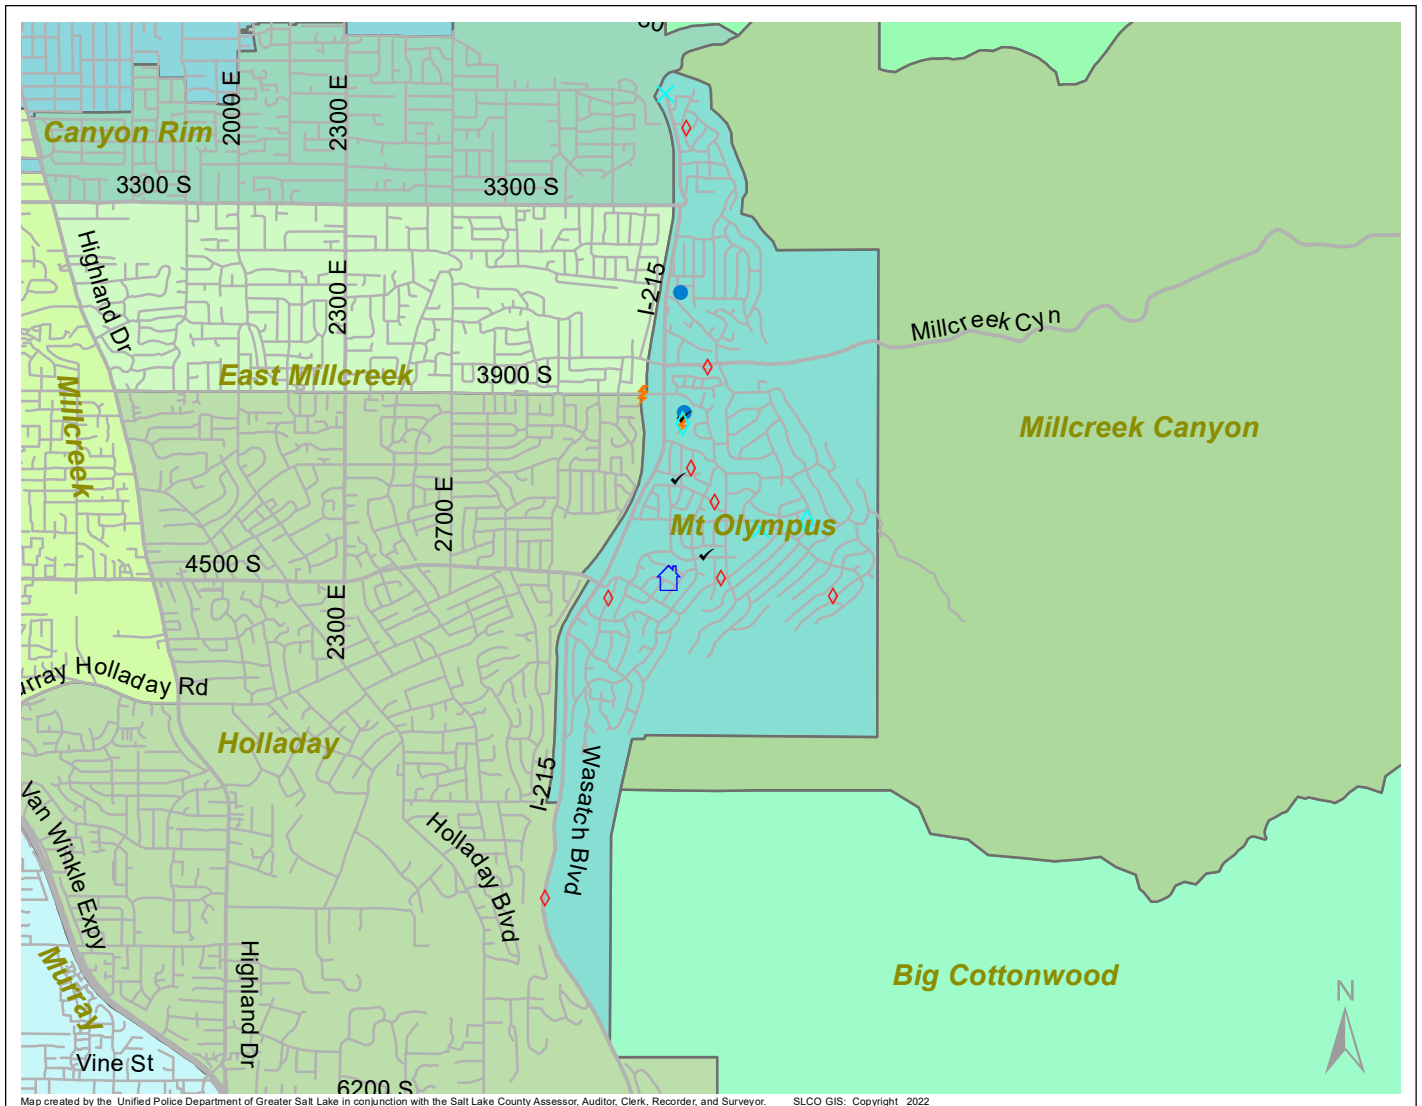 2000 E
2300 E
Canyon Rim
3300 S
3300 S
Highland Dr
2300 E
I-215
Millcreek Cyn
East Millcreek
3900 S
Millcreek
Millcreek Canyon
2700 E
Mt Olympus
4500 S
2300 E
urray Holladay Rd
Holladay
I-215
Wasatch Blvd
Van Winkle Expy
Holladay Blvd
Highland Dr
Murray
Big Cottonwood
N
Vine St
6200 S
Map created by the Unified Police Department of Greater Salt Lake in conjunction with the Salt Lake County Assessor, Auditor, Clerk, Recorder, and Surveyor. SLCO GIS: Copyright 2022